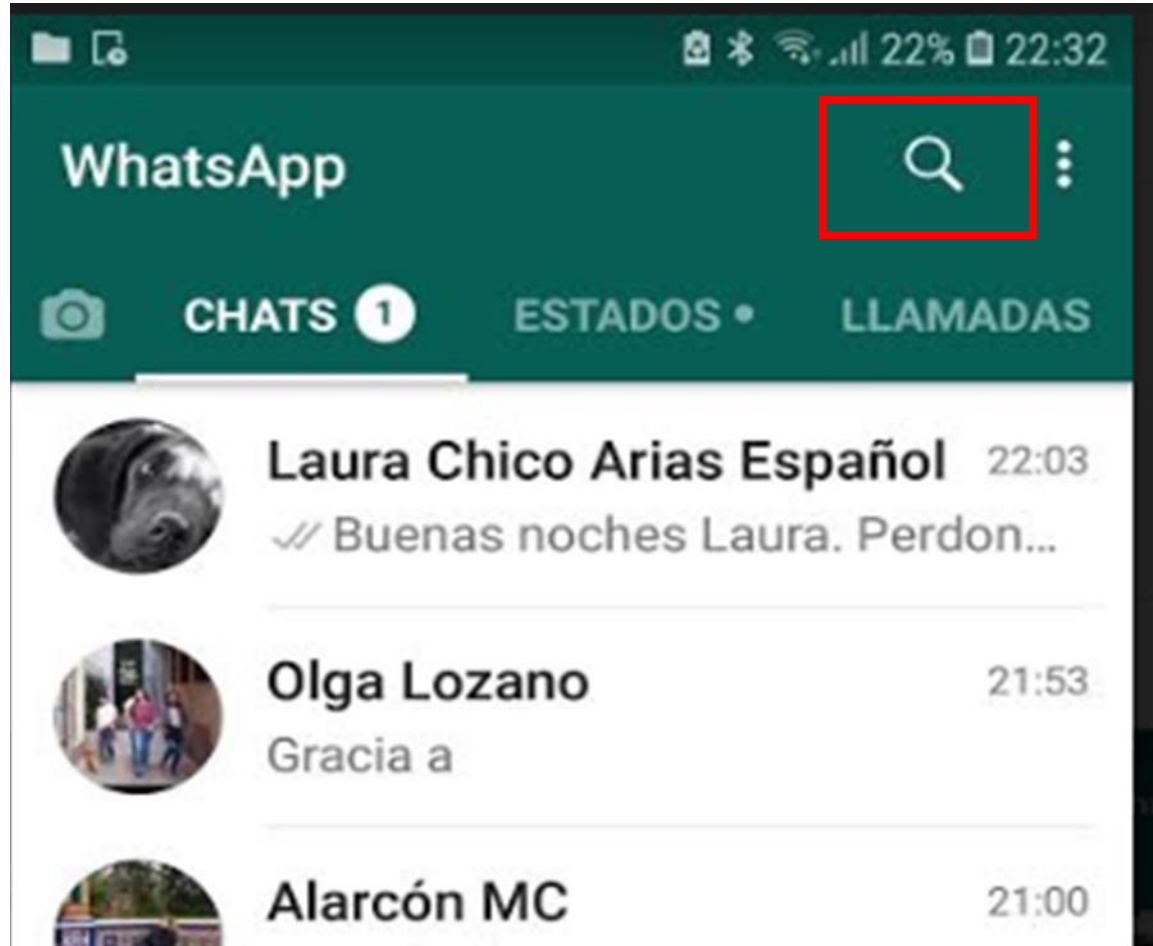 22% 22:32
WhatsApp
CHATS 1 ESTADOS • LLAMADAS
Laura Chico Arias Español 22:03
Buenas noches Laura. Perdon...
Olga Lozano 21:53
Gracia a
Alarcón MC 21:00